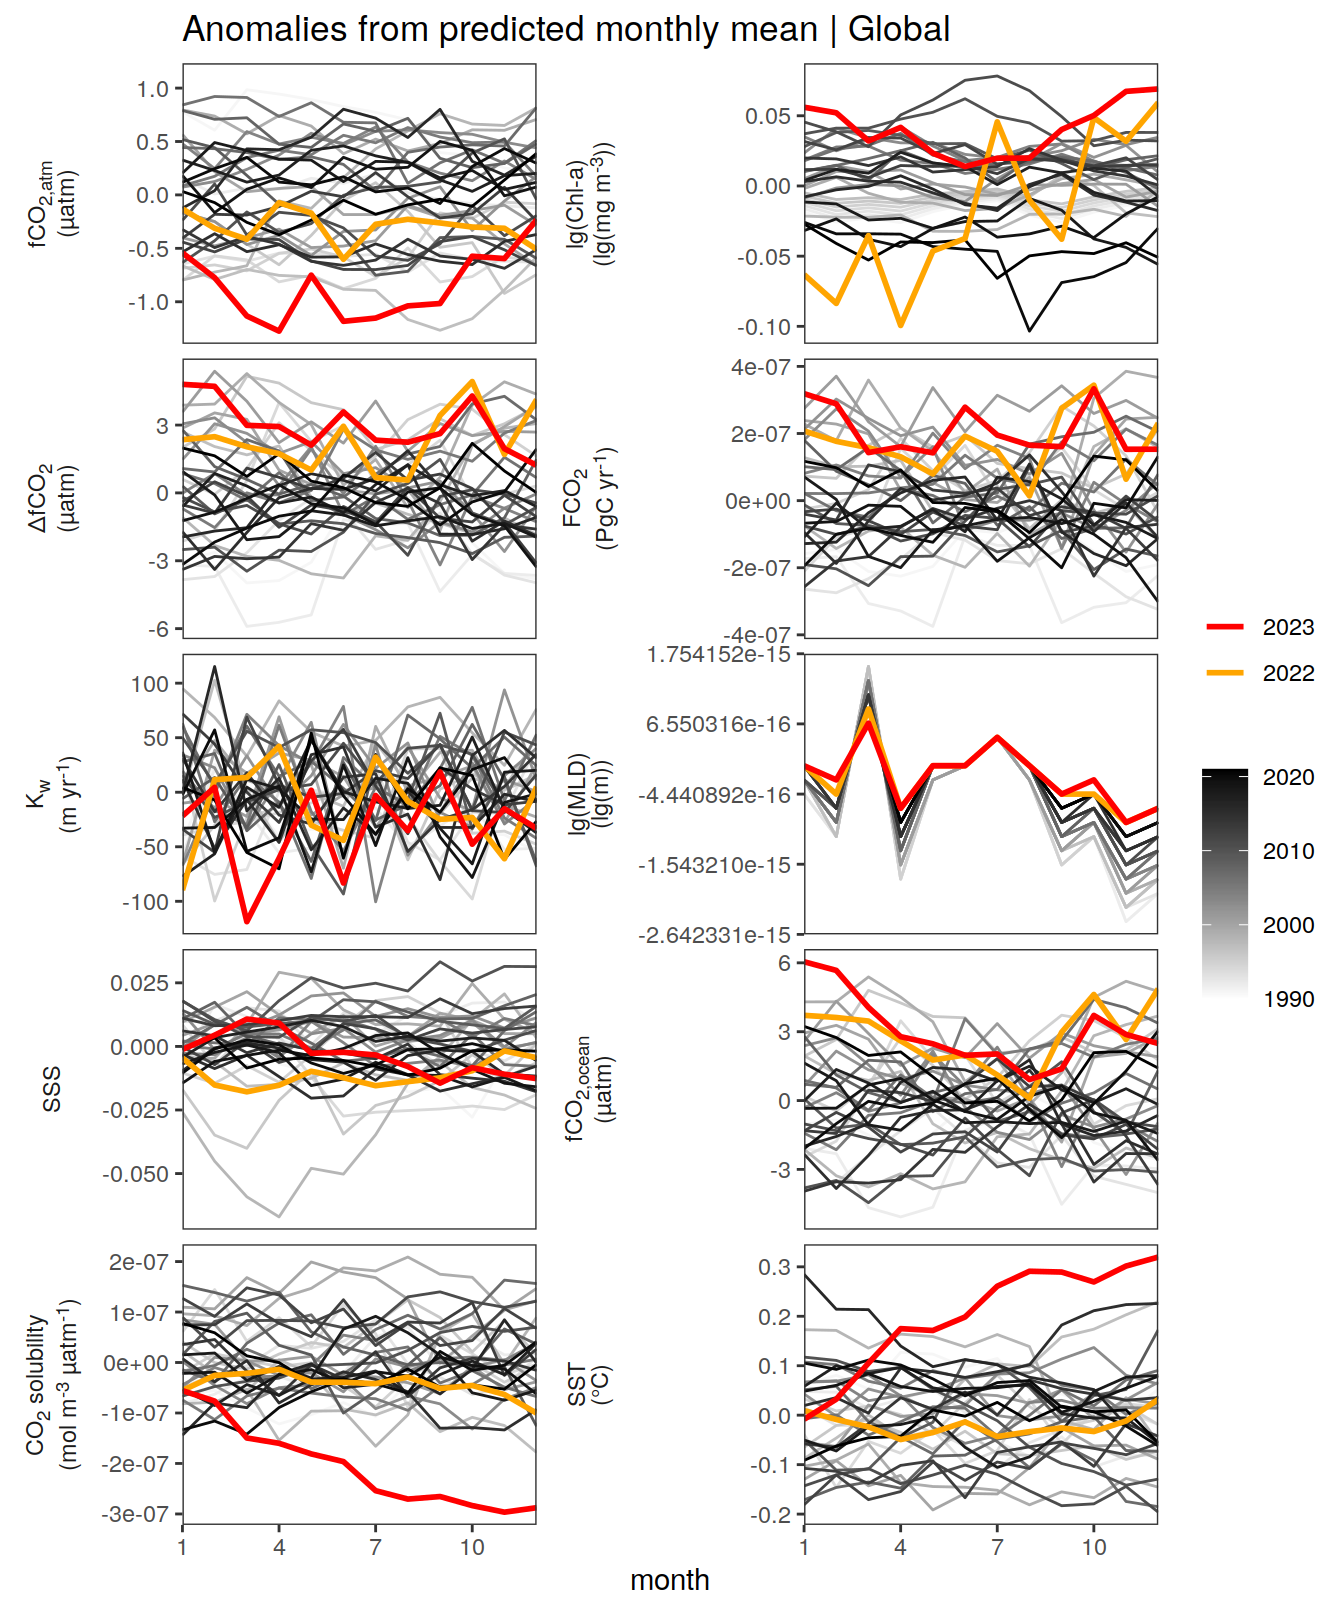 Anomalies from predicted monthly mean | Global
fCO2,atm
(µatm)
1.0
0.5
0.0
-0.5
-1.0
lg(Chl-a)
(lg(mg m-3))
0.05
0.00
-0.05
-0.10
ΔfCO2
(µatm)
3
0
-3
-6
FCO2
(PgC yr-1)
4e-07
2e-07
0e+00
-2e-07
-4e-07
Kw
(m yr-1)
100
50
0
-50
-100
lg(MLD)
(lg(m))
1.754152e-15
6.550316e-16
-4.440892e-16
-1.543210e-15
-2.642331e-15
SSS
0.025
0.000
-0.025
-0.050
fCO2,ocean
(µatm)
6
3
0
-3
CO2 solubility
(mol m-3 µatm-1)
2e-07
1e-07
0e+00
-1e-07
-2e-07
-3e-07
1 4 7 10
SST
(°C)
0.3
0.2
0.1
0.0
-0.1
-0.2
1 4 7 10
month
2023
2022
2020
2010
2000
1990